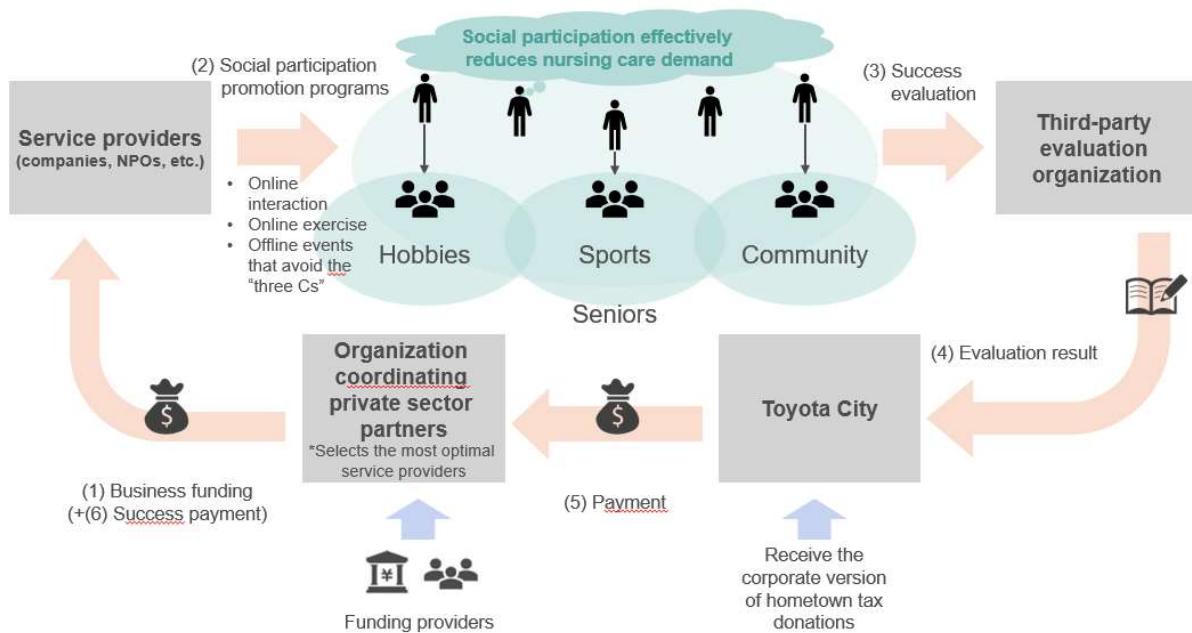 Social participation effectively
reduces nursing care demand
(2) Social participation
promotion programs
(3) Success
evaluation
Service providers
(companies, NPOs, etc.)
Third-party
evaluation
organization
• Online
interaction
• Online exercise
• Offline events
that avoid the
"three Cs"
Hobbies
Sports
Community
Seniors
Organization
coordinating
private sector
partners
*Selects the most optimal
service providers
Toyota City
(4) Evaluation result
$
$
(1) Business funding
(+(6) Success payment)
(5) Payment
¥
Funding providers
Receive the
corporate version
of hometown tax
donations